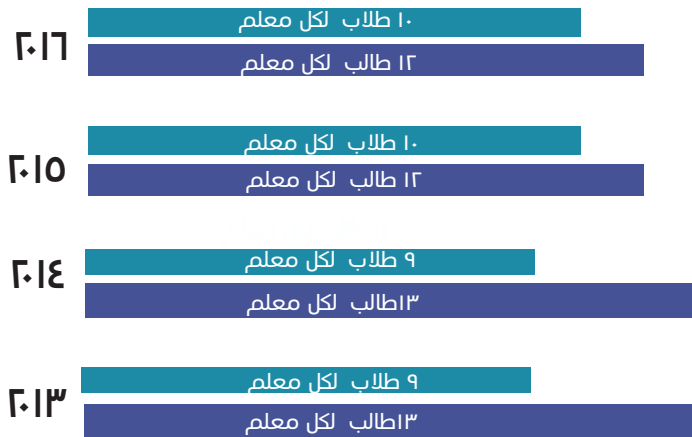 ٢٠١٦
١٠ طلاب لكل معلم
١٢ طالب لكل معلم
٢٠١٥
١٠ طلاب لكل معلم
١٢ طالب لكل معلم
٢٠١٤
٩ طلاب لكل معلم
١٣طالب لكل معلم
٢٠١٣
٩ طلاب لكل معلم
١٣طالب لكل معلم